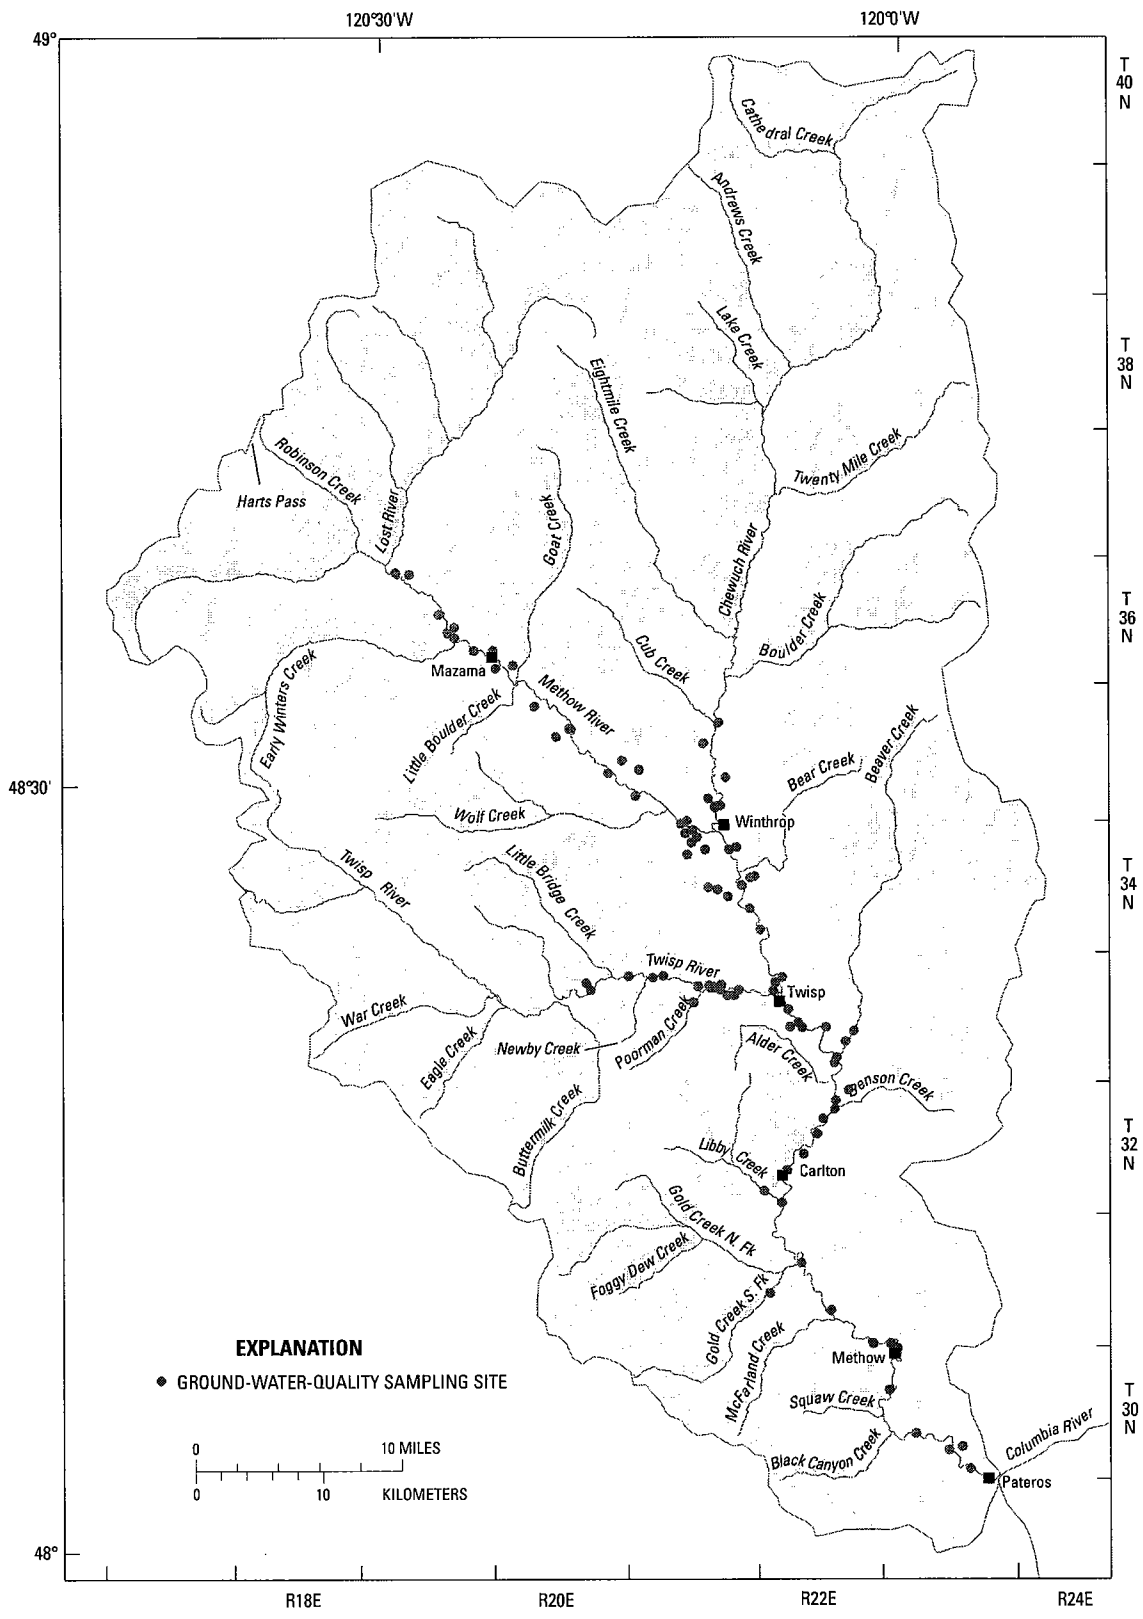 120°30'W
120°0'W
49°
T
40
N
Cathedral Creek
Andrews Creek
Lake Creek
T
38
N
Eightmile Creek
Robinson Creek
Twenty Mile Creek
Harts Pass
Lost River
Goat Creek
Chewuch River
T
36
N
Boulder Creek
Cub Creek
Early Winters Creek
Mazama
Methow River
Little Boulder Creek
Beaver Creek
Bear Creek
48°30'
Wolf Creek
Winthrop
Twisp River
Little Bridge Creek
T
34
N
Twisp River
Twisp
War Creek
Eagle Creek
Newby Creek
Poorman Creek
Alder Creek
Benson Creek
Buttermilk Creek
T
32
N
Libby Creek
Carlton
Gold Creek N. Fk
Foggy Dew Creek
Gold Creek S. Fk
McFarland Creek
Methow
EXPLANATION
GROUND-WATER-QUALITY SAMPLING SITE
Squaw Creek
T
30
N
Columbia River
Black Canyon Creek
Pateros
0 10 MILES
0 10 KILOMETERS
48°
R18E
R20E
R22E
R24E